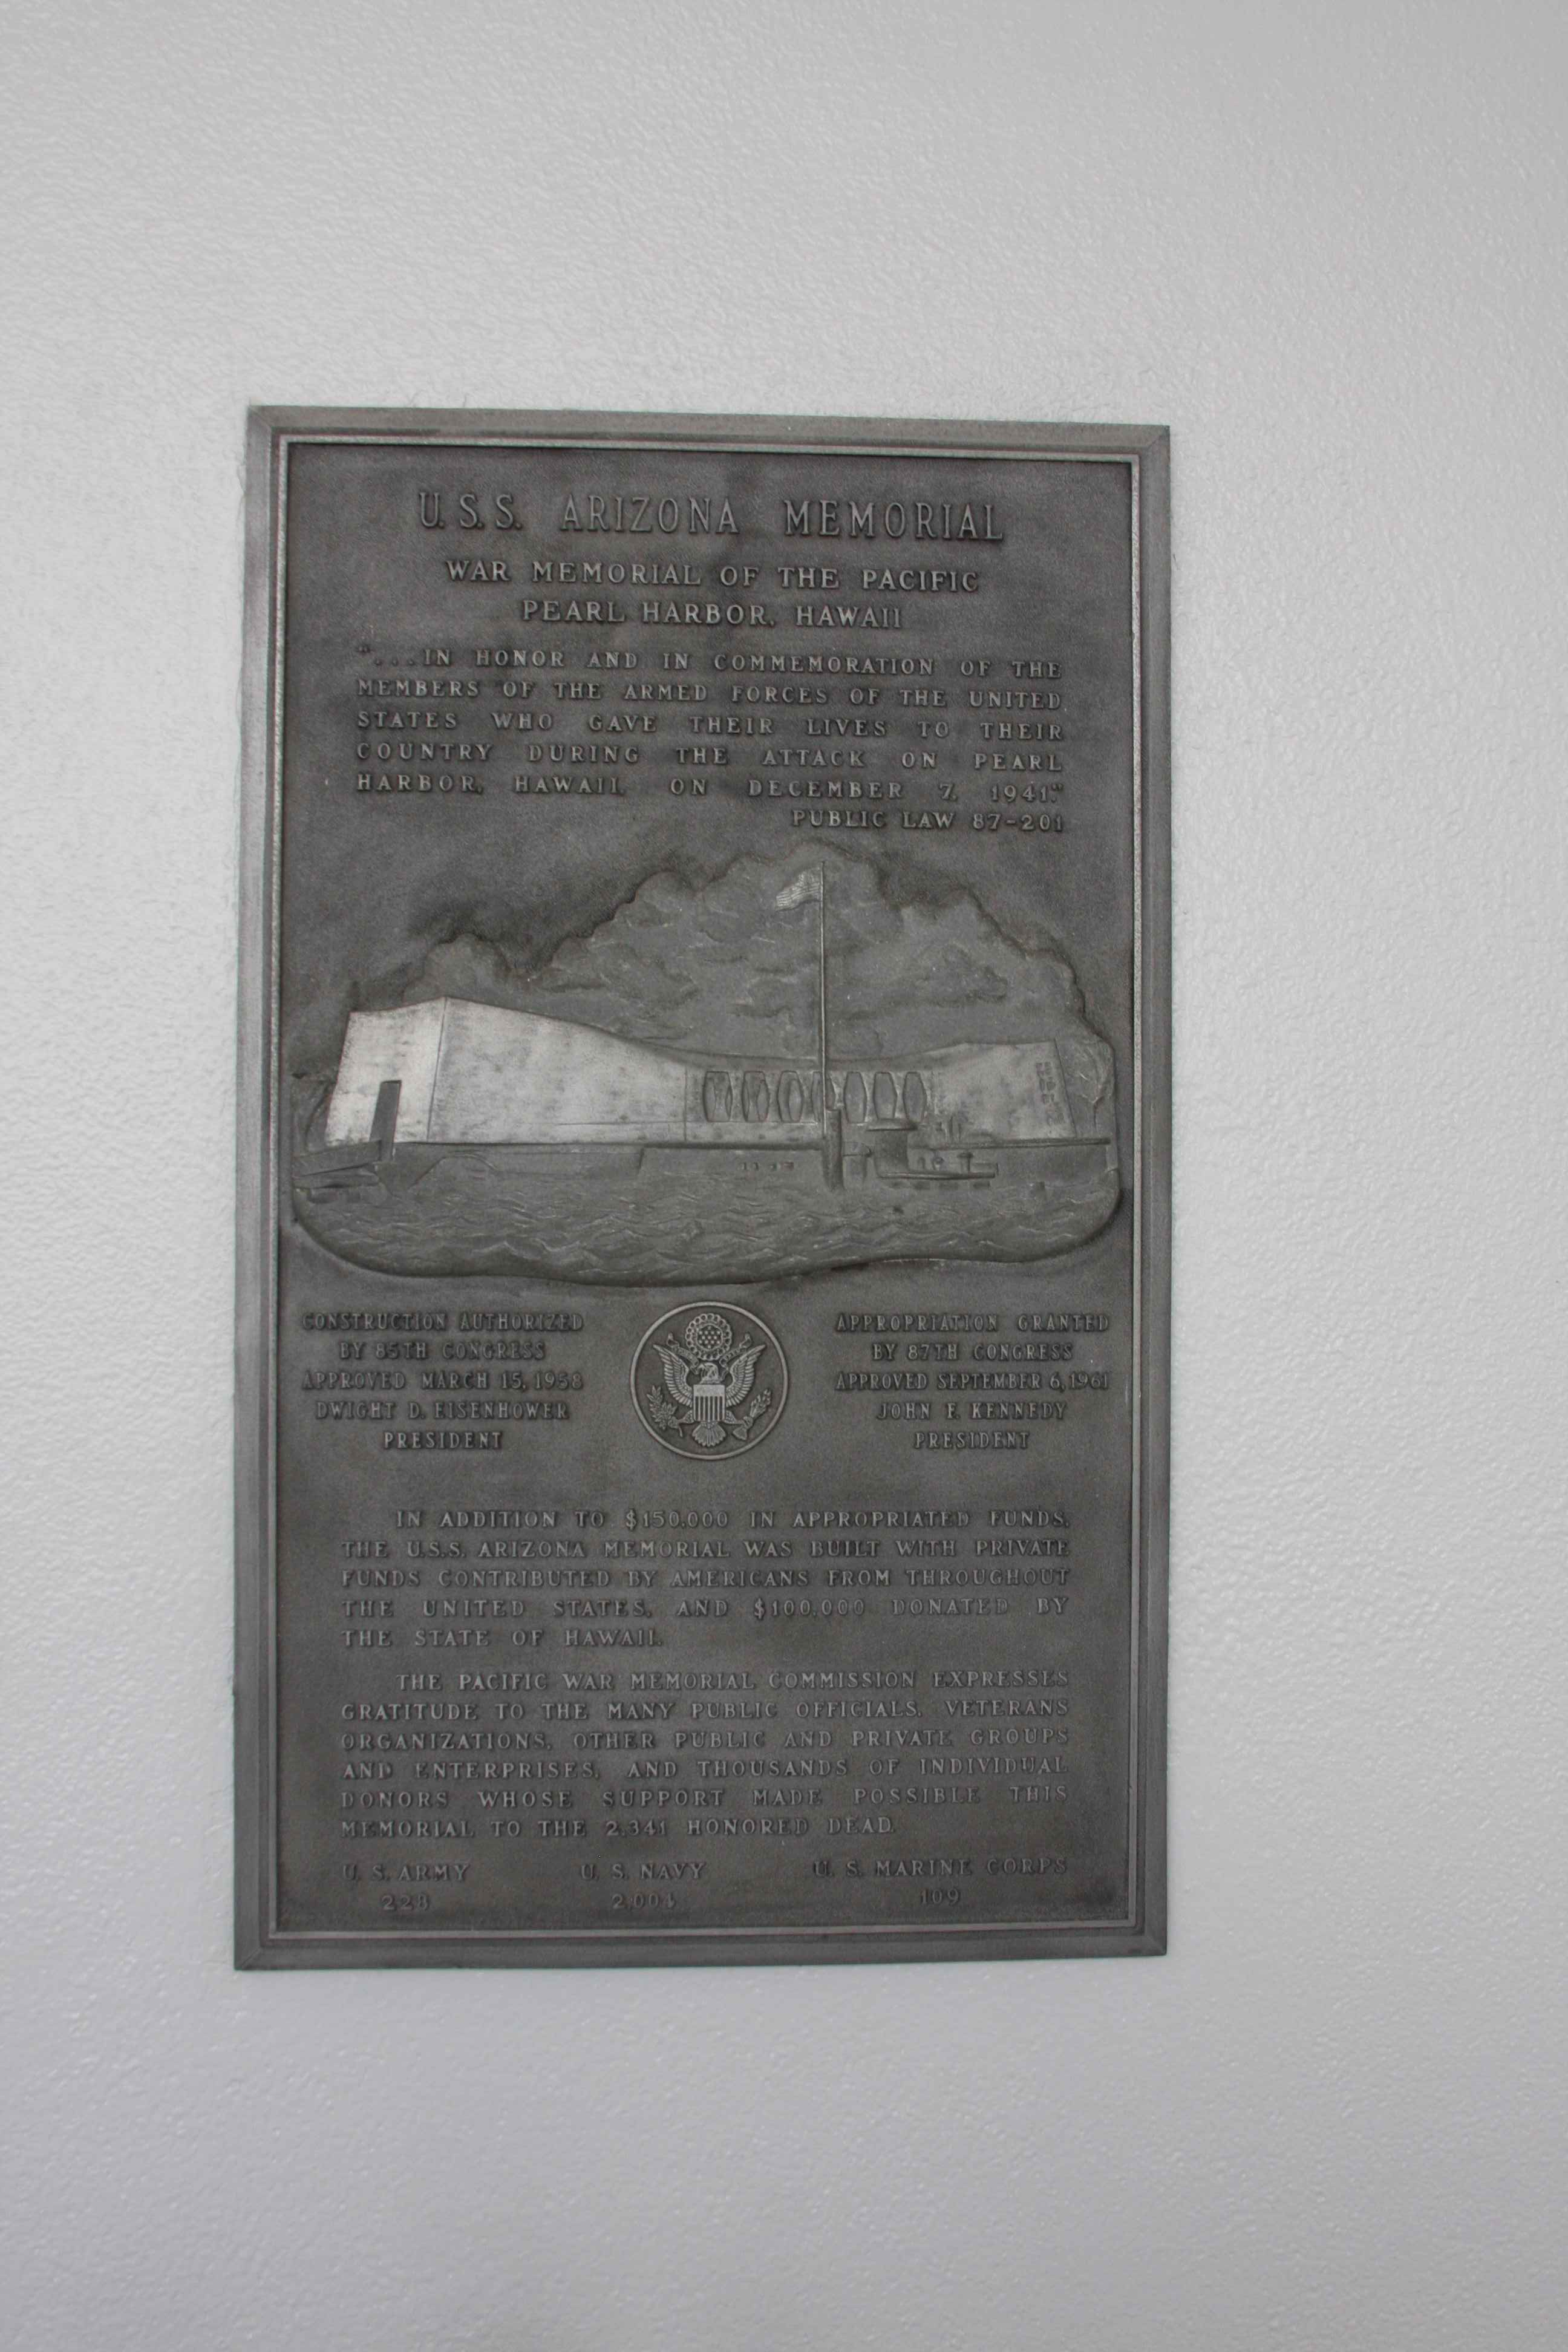 U.S.S. ARIZONA MEMORIAL
WAR MEMORIAL OF THE PACIFIC
PEARL HARBOR, HAWAII
"...IN HONOR AND IN COMMEMORATION OF THE
MEMBERS OF THE ARMED FORCES OF THE UNITED
STATES WHO GAVE THEIR LIVES TO THEIR
COUNTRY DURING THE ATTACK ON PEARL
HARBOR, HAWAII, ON DECEMBER 7, 1941."
PUBLIC LAW 87-201
CONSTRUCTION AUTHORIZED
BY 85TH CONGRESS
APPROVED MARCH 15, 1958
DWIGHT D. EISENHOWER
PRESIDENT
APPROPRIATION GRANTED
BY 87TH CONGRESS
APPROVED SEPTEMBER 6, 1961
JOHN F. KENNEDY
PRESIDENT
IN ADDITION TO $150,000 IN APPROPRIATED FUNDS,
THE U.S.S. ARIZONA MEMORIAL WAS BUILT WITH PRIVATE
FUNDS CONTRIBUTED BY AMERICANS FROM THROUGHOUT
THE UNITED STATES, AND $100,000 DONATED BY
THE STATE OF HAWAII.
THE PACIFIC WAR MEMORIAL COMMISSION EXPRESSES
GRATITUDE TO THE MANY PUBLIC OFFICIALS, VETERANS
ORGANIZATIONS, OTHER PUBLIC AND PRIVATE GROUPS
AND ENTERPRISES, AND THOUSANDS OF INDIVIDUAL
DONORS WHOSE SUPPORT MADE POSSIBLE THIS
MEMORIAL TO THE 2,341 HONORED DEAD.
U. S. ARMY U. S. NAVY U. S. MARINE CORPS
228 2,004 109